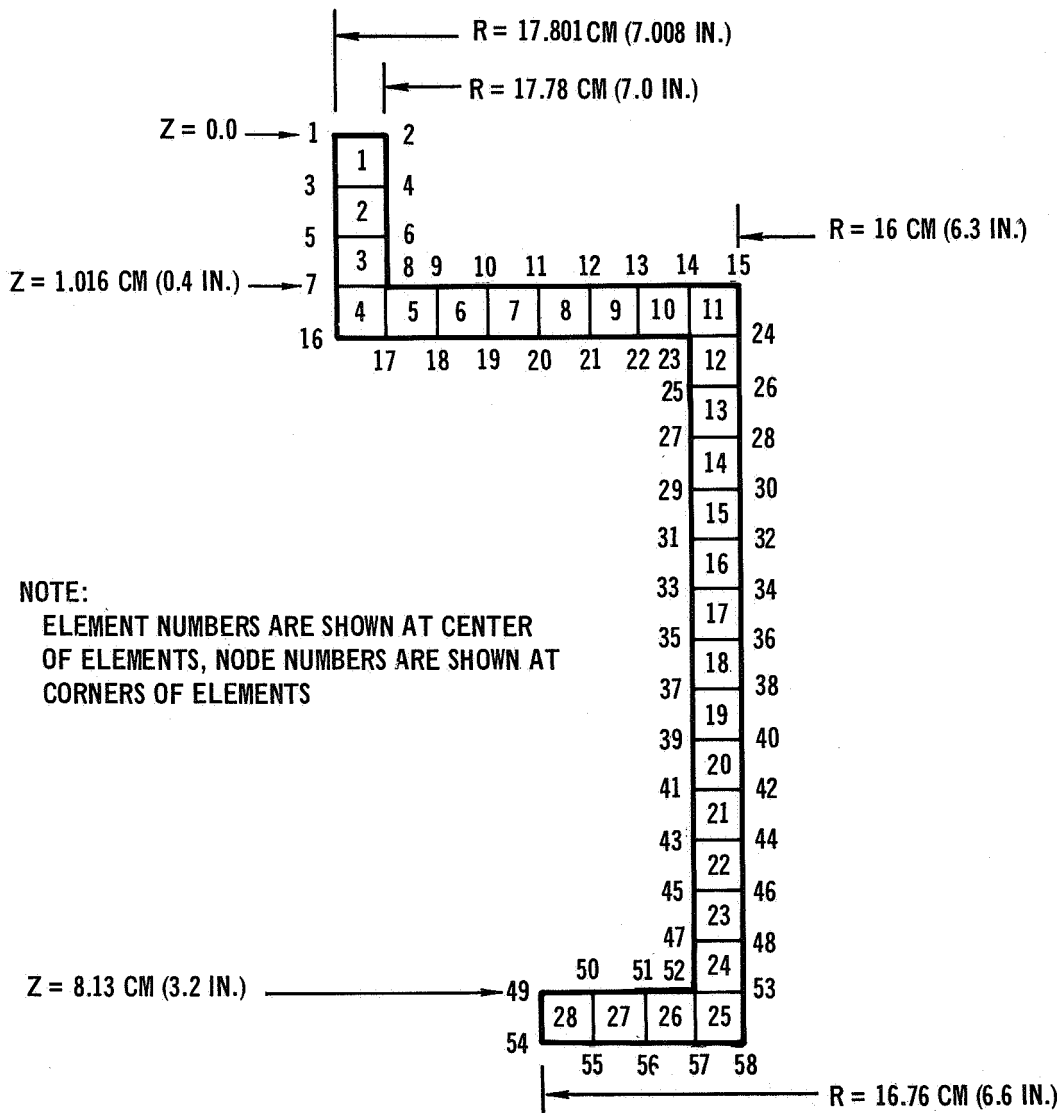 R = 17.801 CM (7.008 IN.)
R = 17.78 CM (7.0 IN.)
Z = 0.0 1 2
1
3 4
2
5 6
R = 16 CM (6.3 IN.)
3
8 9 10 11 12 13 14 15
Z = 1.016 CM (0.4 IN.) 7
4 5 6 7 8 9 10 11
16 24
17 18 19 20 21 22 23 12
25 26
13
27 28
14
29 30
15
31 32
16
33 34
17
35 36
18
37 38
19
39 40
20
41 42
21
43 44
22
45 46
23
47 48
NOTE:
ELEMENT NUMBERS ARE SHOWN AT CENTER
OF ELEMENTS, NODE NUMBERS ARE SHOWN AT
CORNERS OF ELEMENTS
50 51 52 24
Z = 8.13 CM (3.2 IN.) 49 53
28 27 26 25
54
55 56 57 58
R = 16.76 CM (6.6 IN.)